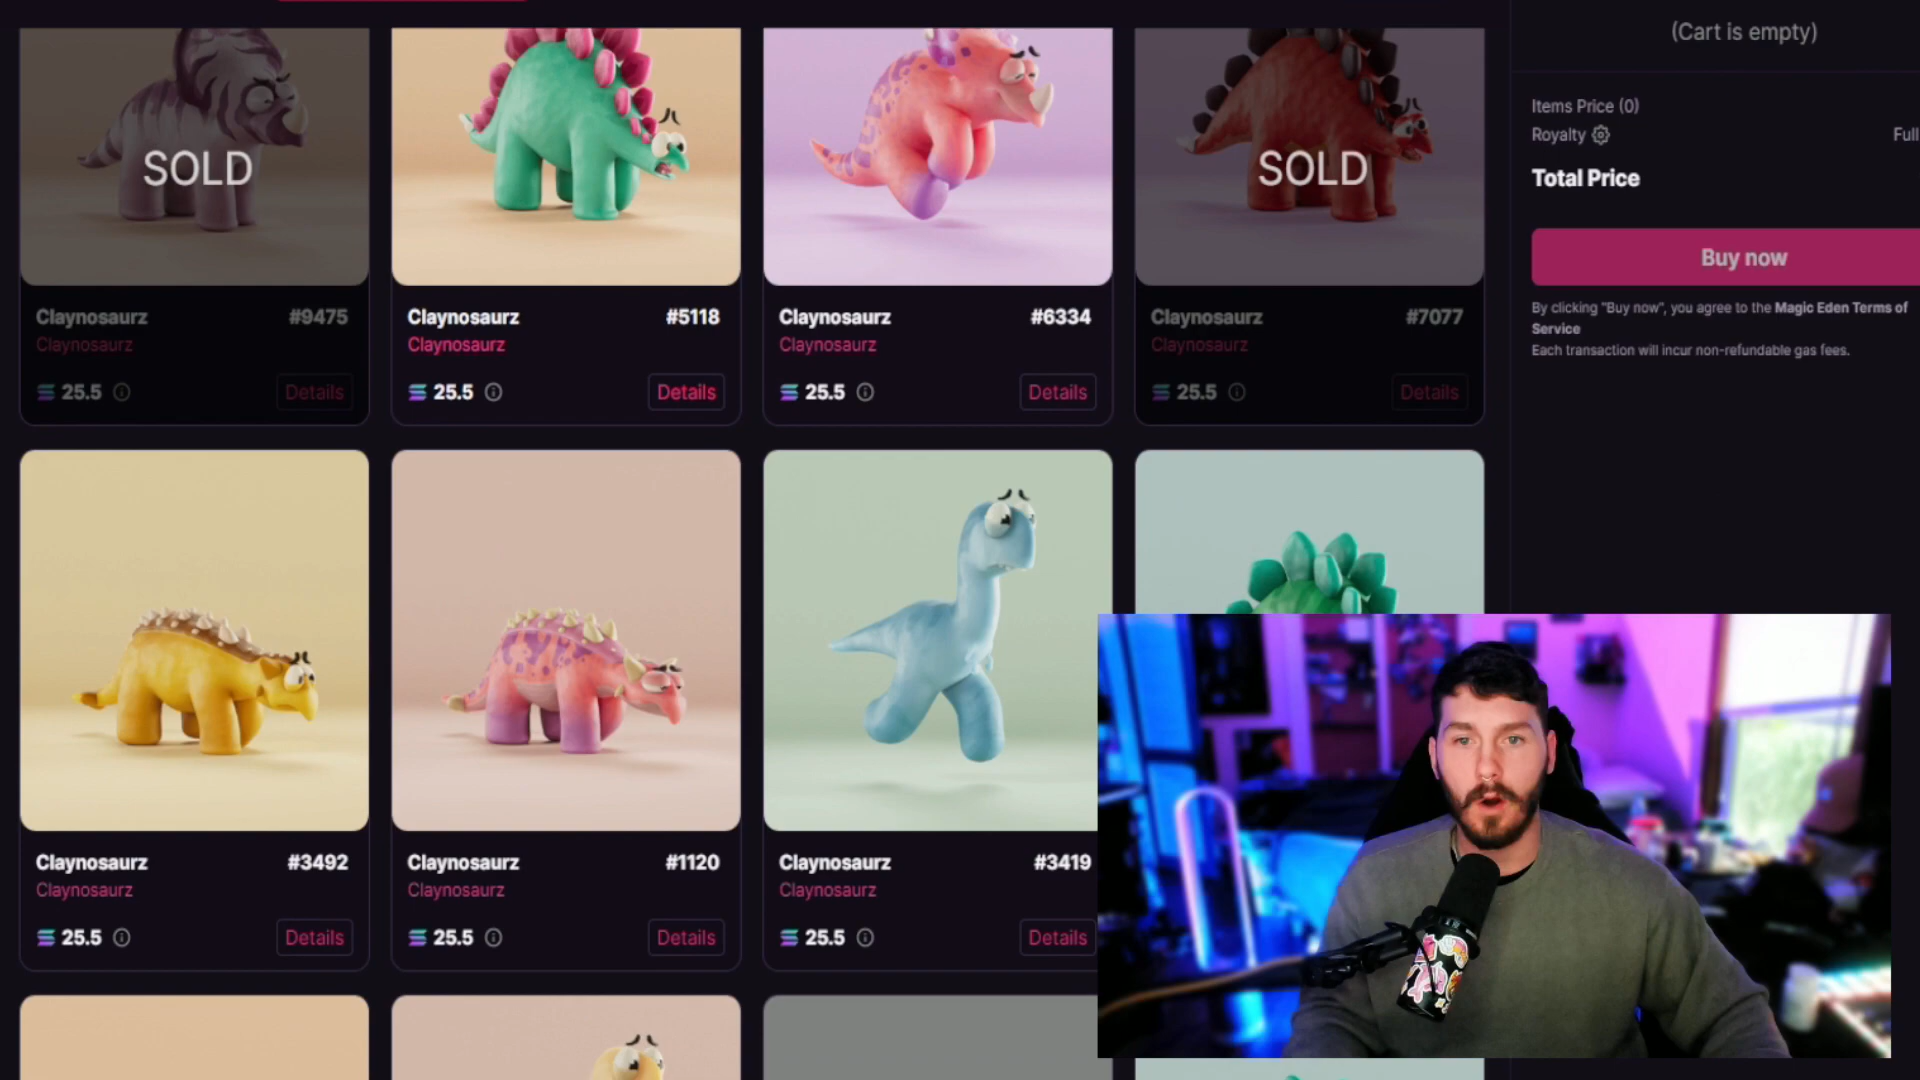 (Cart is empty)
Items Price (0)
Royalty
Full
Total Price
Buy now
By clicking "Buy now", you agree to the Magic Eden Terms of
Service
Each transaction will incur non-refundable gas fees.
SOLD
SOLD
Claynosaurz #9475
Claynosaurz
25.5 Details
Claynosaurz #5118
Claynosaurz
25.5 Details
Claynosaurz #6334
Claynosaurz
25.5 Details
Claynosaurz #7077
Claynosaurz
25.5 Details
Claynosaurz #3492
Claynosaurz
25.5 Details
Claynosaurz #1120
Claynosaurz
25.5 Details
Claynosaurz #3419
Claynosaurz
25.5 Details